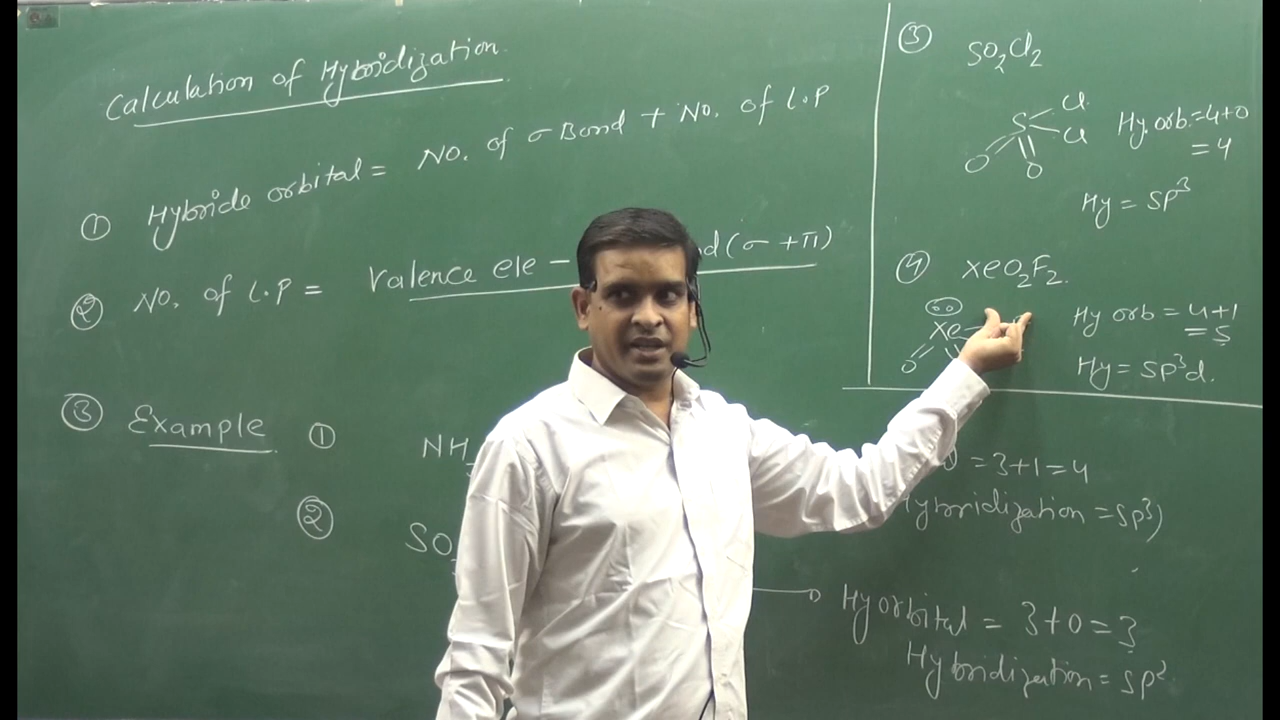 Calculation of Hybridization
① Hybride orbital = No. of σ Bond + No. of L.P
② No. of L.P = Valence ele - nd (σ + π)
③ Example ① NH
② SO
= 3+1 = 4
Hybridization = sp³)
Hy orbital = 3+0 = 3
Hybridization = sp²
③ SO₂Cl₂
S Cl
Cl
O O
Hy. orb. = 4+0
= 4
Hy = sp³
④ XeO₂F₂.
Xe
O
Hy orb = 4+1
= 5
Hy = sp³d.